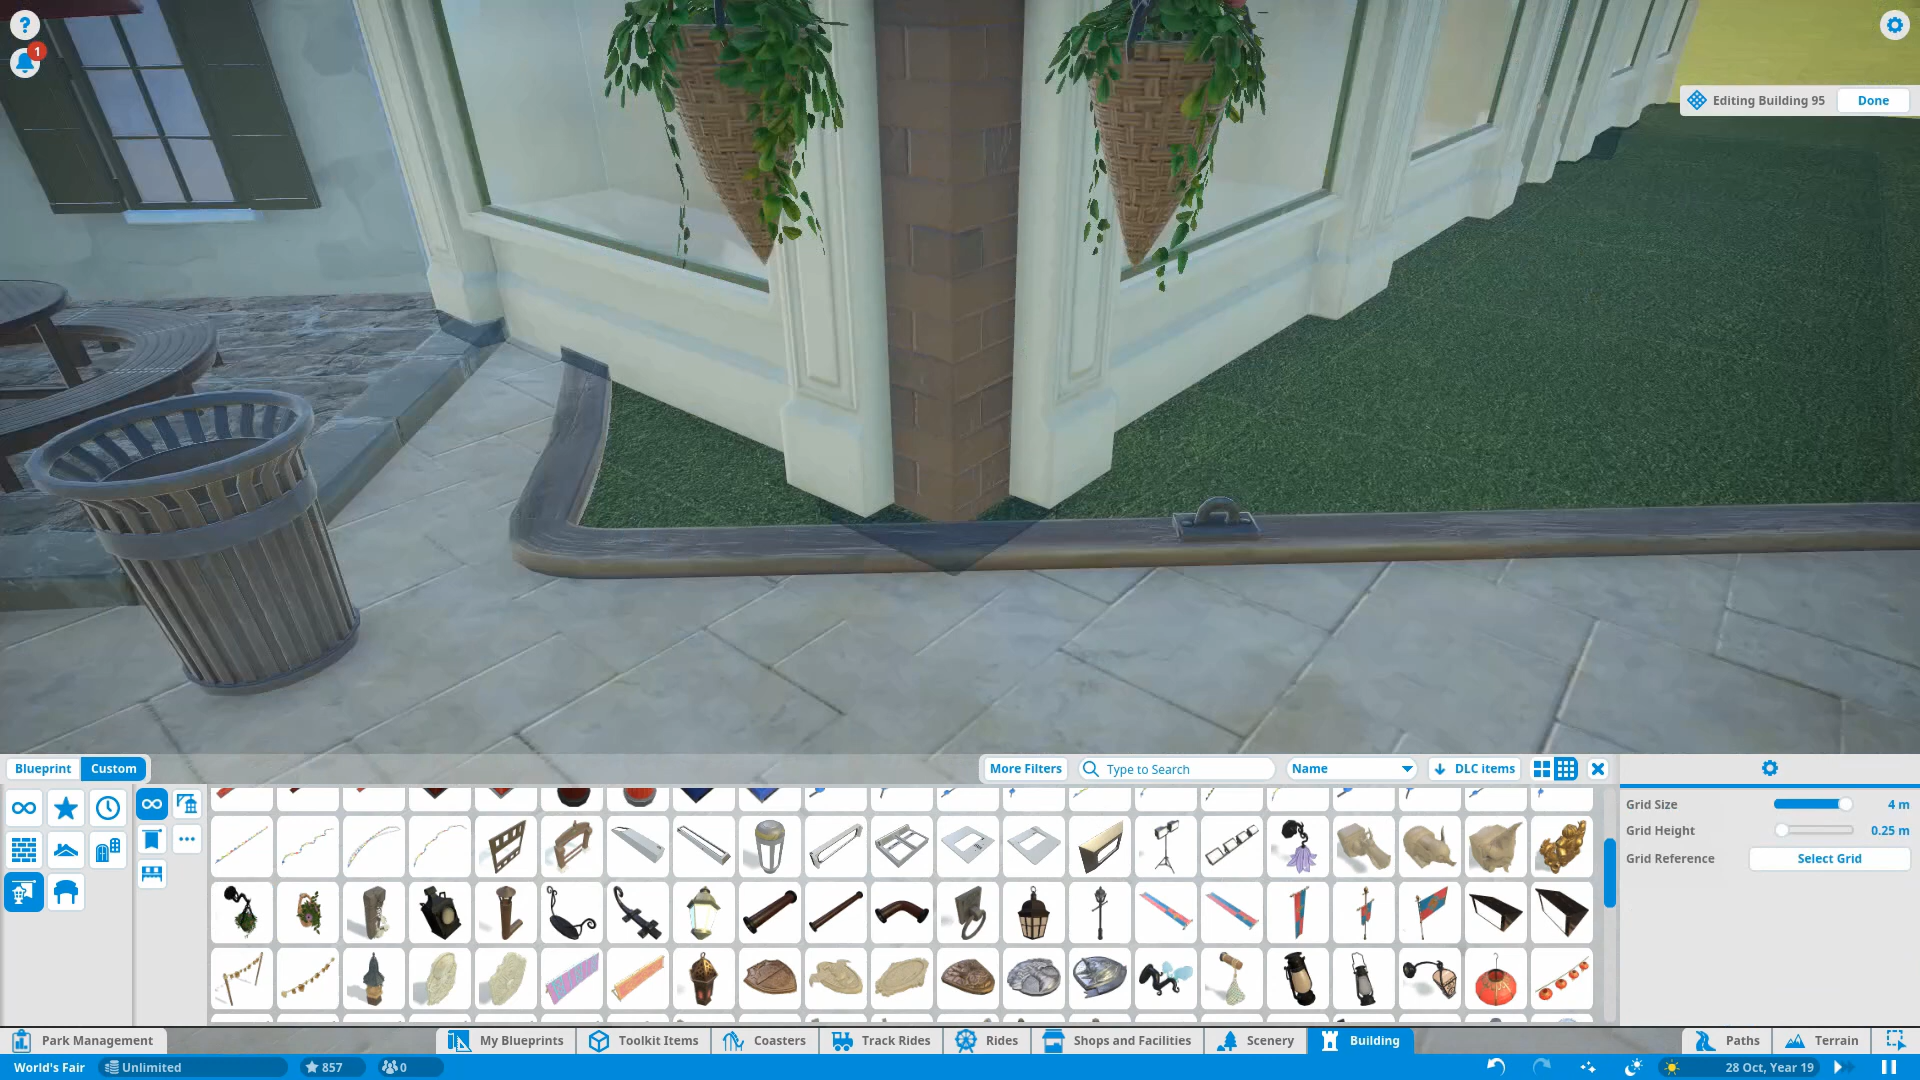 ?
1
Editing Building 95
Done
Blueprint
Custom
More Filters
Type to Search
Name
DLC items
Grid Size
4 m
Grid Height
0.25 m
Grid Reference
Select Grid
Park Management
My Blueprints
Toolkit Items
Coasters
Track Rides
Rides
Shops and Facilities
Scenery
Building
Paths
Terrain
World's Fair
Unlimited
857
0
28 Oct, Year 19